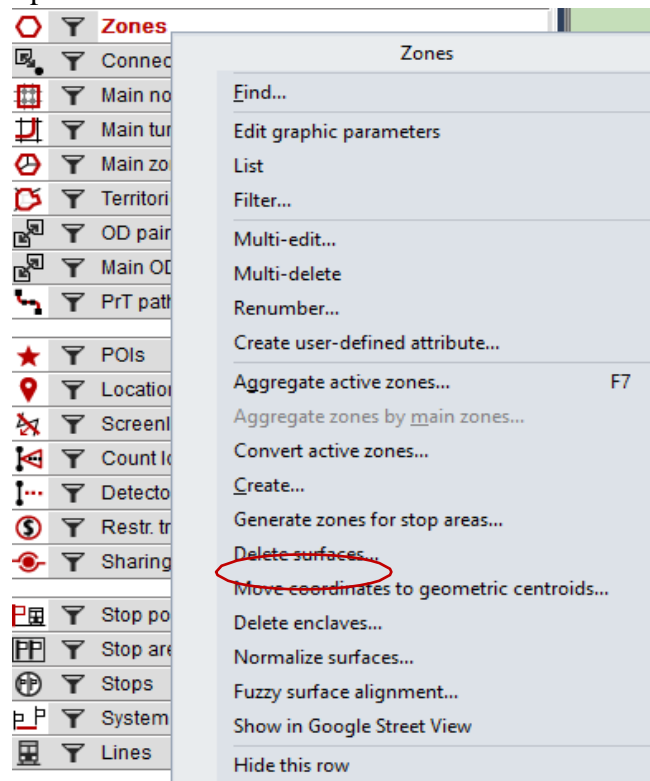 Zones
Connec
Main no
Main tur
Main zo
Territori
OD pair
Main OD
PrT path
POIs
Location
Screenl
Count lo
Detecto
Restr. tr
Sharing
Stop po
Stop are
Stops
System
Lines
Zones
Find...
Edit graphic parameters
List
Filter...
Multi-edit...
Multi-delete
Renumber...
Create user-defined attribute...
Aggregate active zones... F7
Aggregate zones by main zones...
Convert active zones...
Create...
Generate zones for stop areas...
Delete surfaces...
Move coordinates to geometric centroids...
Delete enclaves...
Normalize surfaces...
Fuzzy surface alignment...
Show in Google Street View
Hide this row